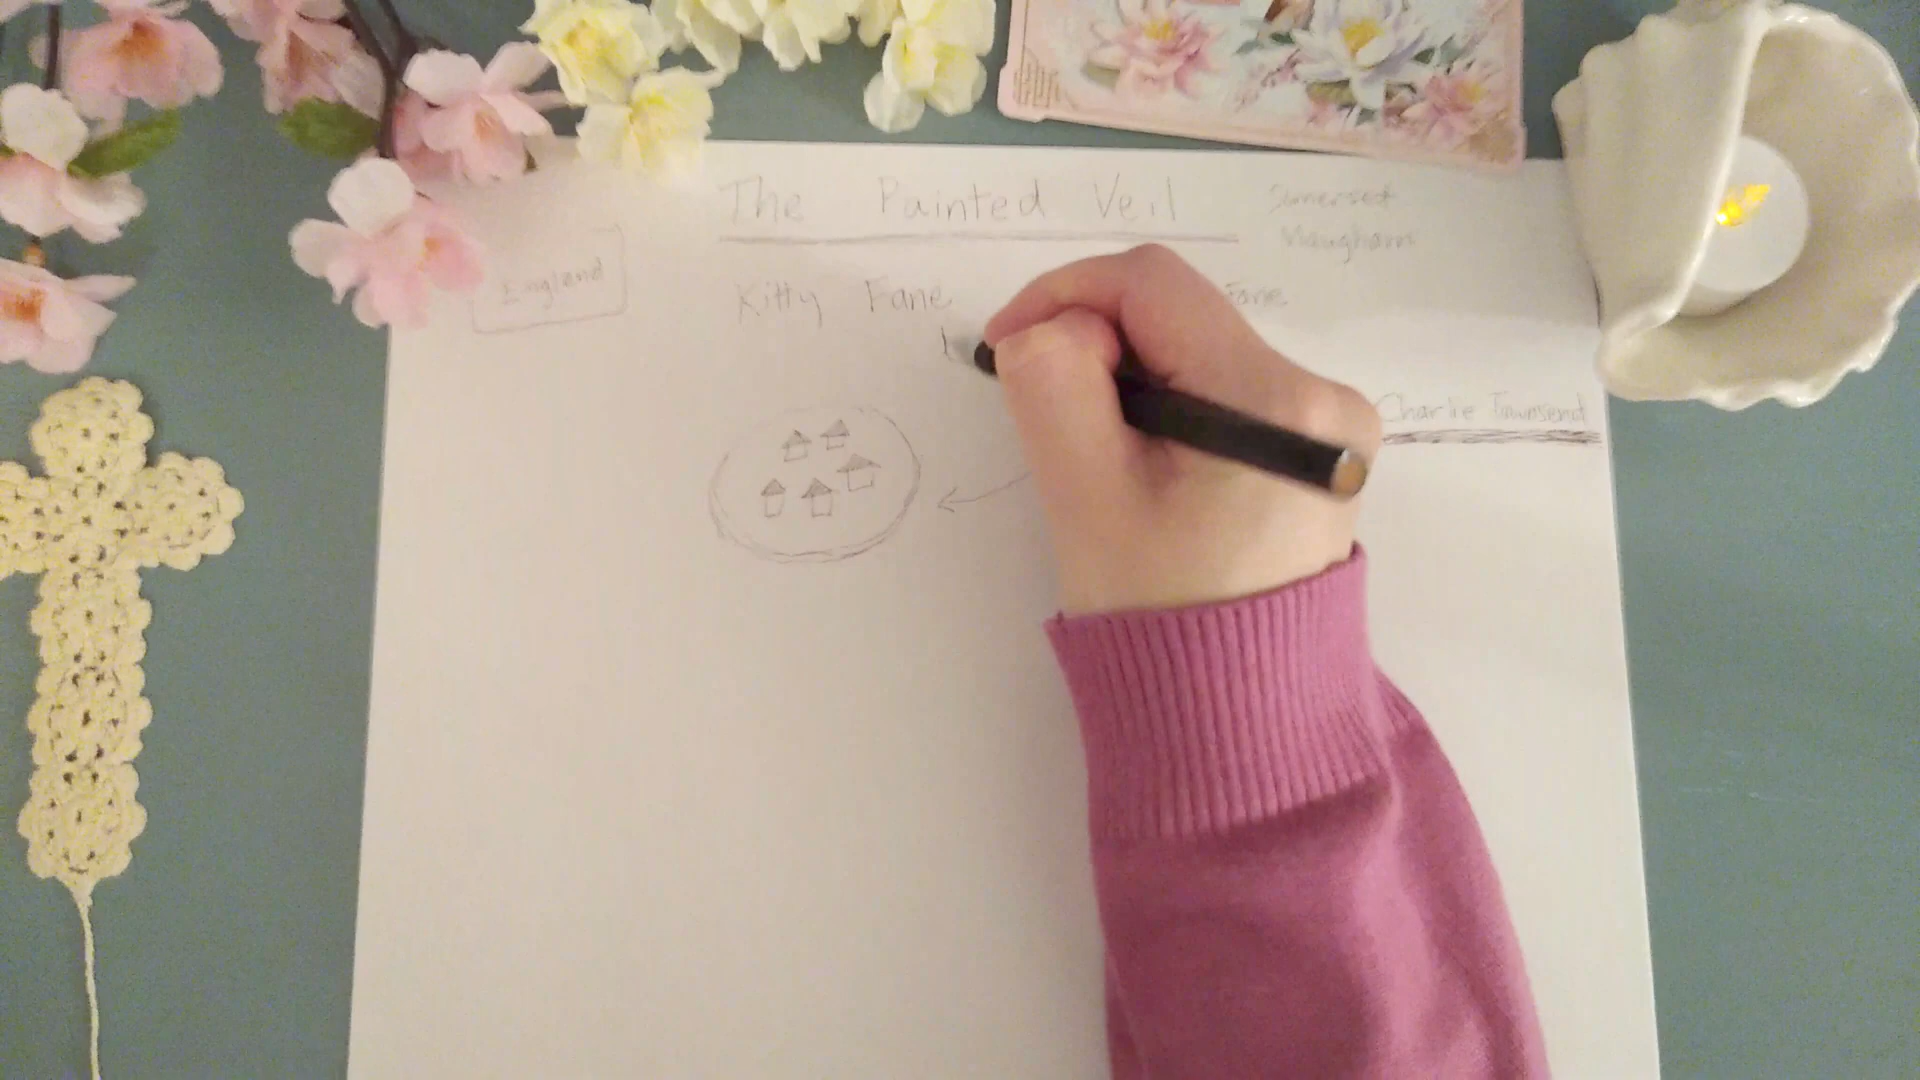 The Painted Veil
Somerset
Maugham
England
Kitty Fane
Fane
Charlie Townsend